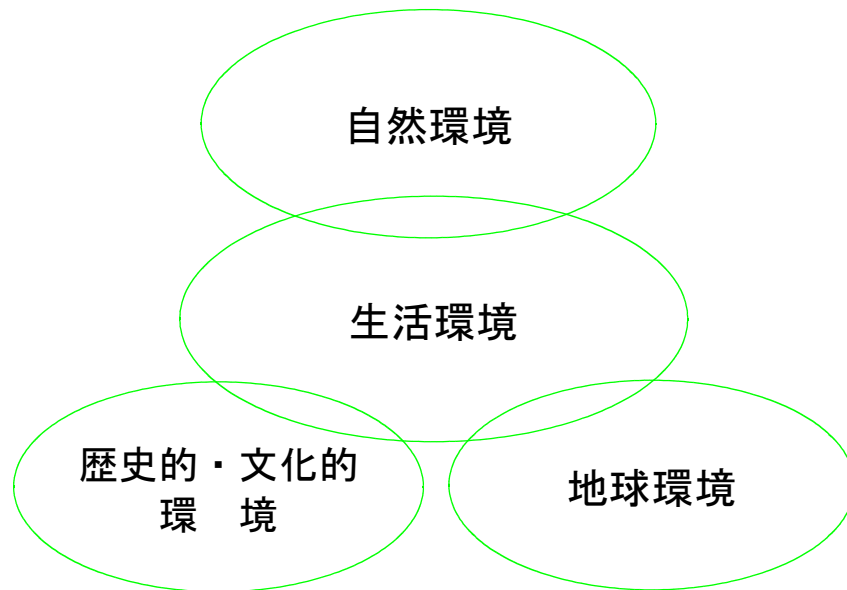 自然環境
生活環境
歴史的・文化的
環　境
地球環境